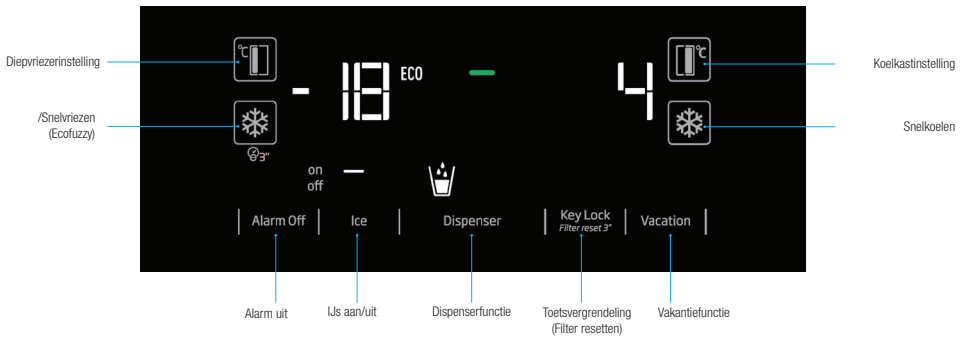 Diepvriezerinstelling
°C
- 18
ECO
4
°C
Koelkastinstelling
/Snelvriezen
(Ecofuzzy)
Snelkoelen
3"
on
off
Alarm Off
Ice
Dispenser
Key Lock
Filter reset 3"
Vacation
Alarm uit
IJs aan/uit
Dispenserfunctie
Toetsvergrendeling
(Filter resetten)
Vakantiefunctie